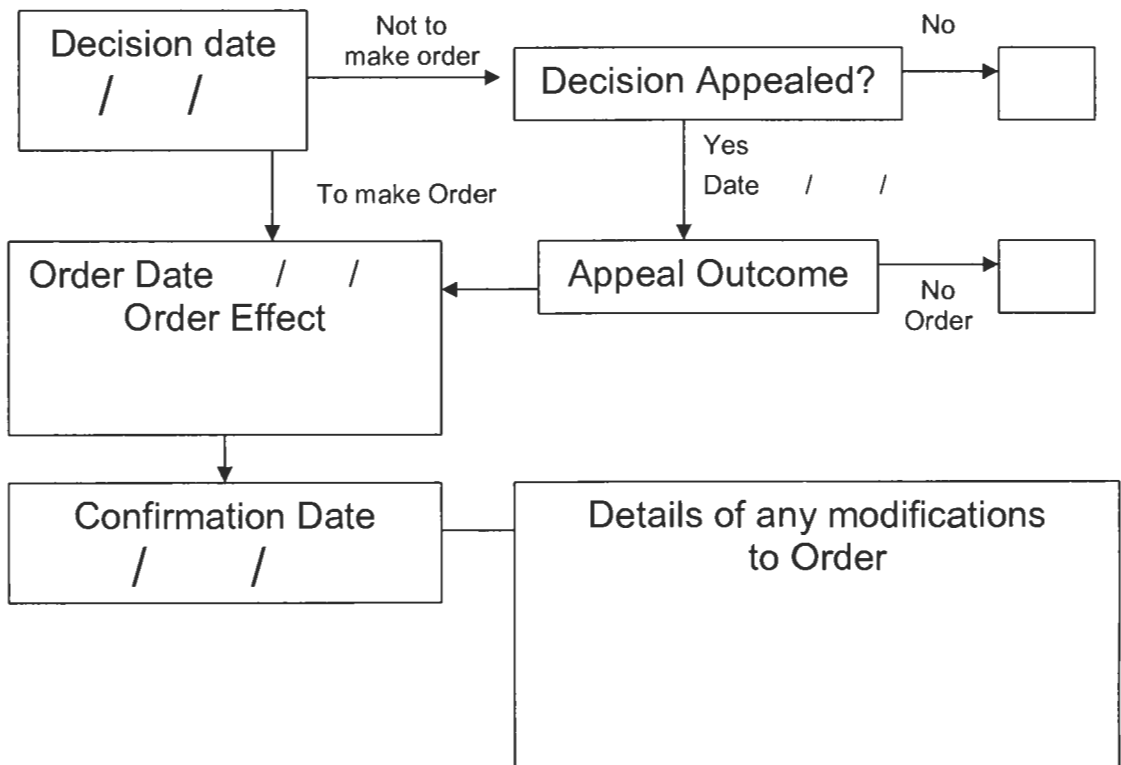 Decision date
/ /
Not to
make order
Decision Appealed?
No
Yes
Date / /
To make Order
Order Date / /
Order Effect
Appeal Outcome
No
Order
Confirmation Date
/ /
Details of any modifications
to Order